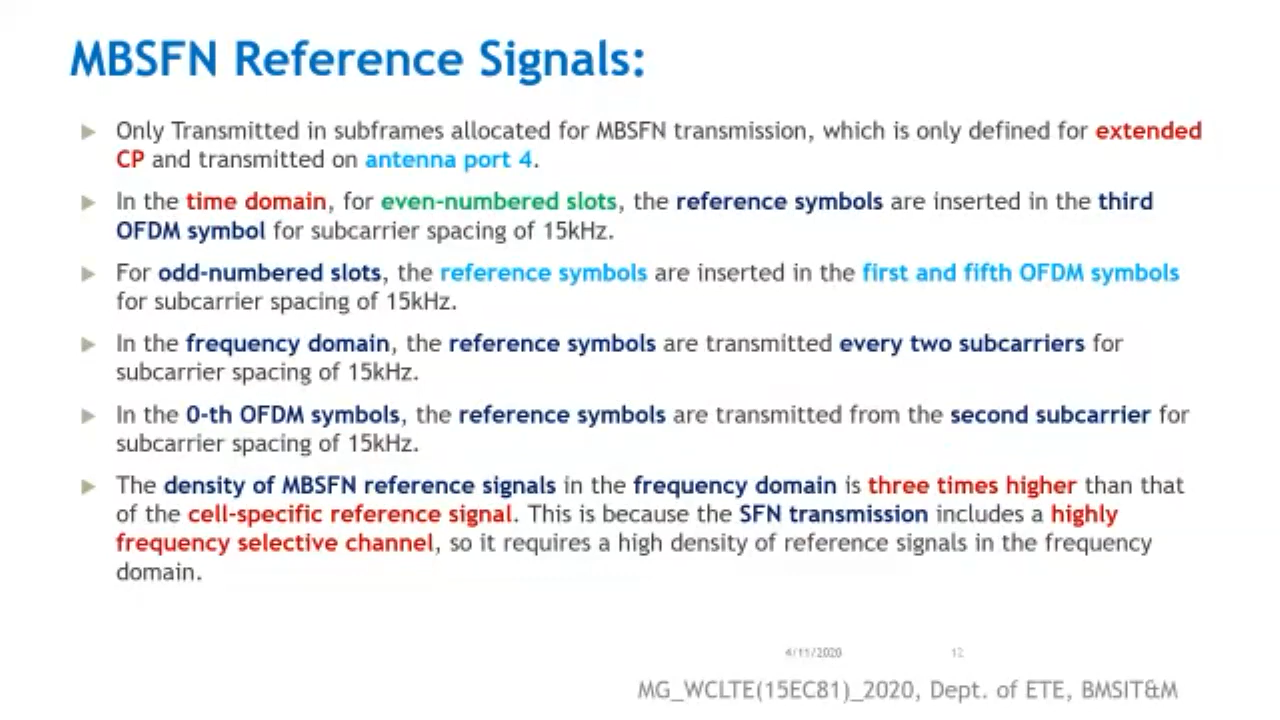 MBSFN Reference Signals:
Only Transmitted in subframes allocated for MBSFN transmission, which is only defined for extended
CP and transmitted on antenna port 4.
In the time domain, for even-numbered slots, the reference symbols are inserted in the third
OFDM symbol for subcarrier spacing of 15kHz.
For odd-numbered slots, the reference symbols are inserted in the first and fifth OFDM symbols
for subcarrier spacing of 15kHz.
In the frequency domain, the reference symbols are transmitted every two subcarriers for
subcarrier spacing of 15kHz.
In the 0-th OFDM symbols, the reference symbols are transmitted from the second subcarrier for
subcarrier spacing of 15kHz.
The density of MBSFN reference signals in the frequency domain is three times higher than that
of the cell-specific reference signal. This is because the SFN transmission includes a highly
frequency selective channel, so it requires a high density of reference signals in the frequency
domain.
4/11/2020 12
MG_WCLTE(15EC81)_2020, Dept. of ETE, BMSIT&M